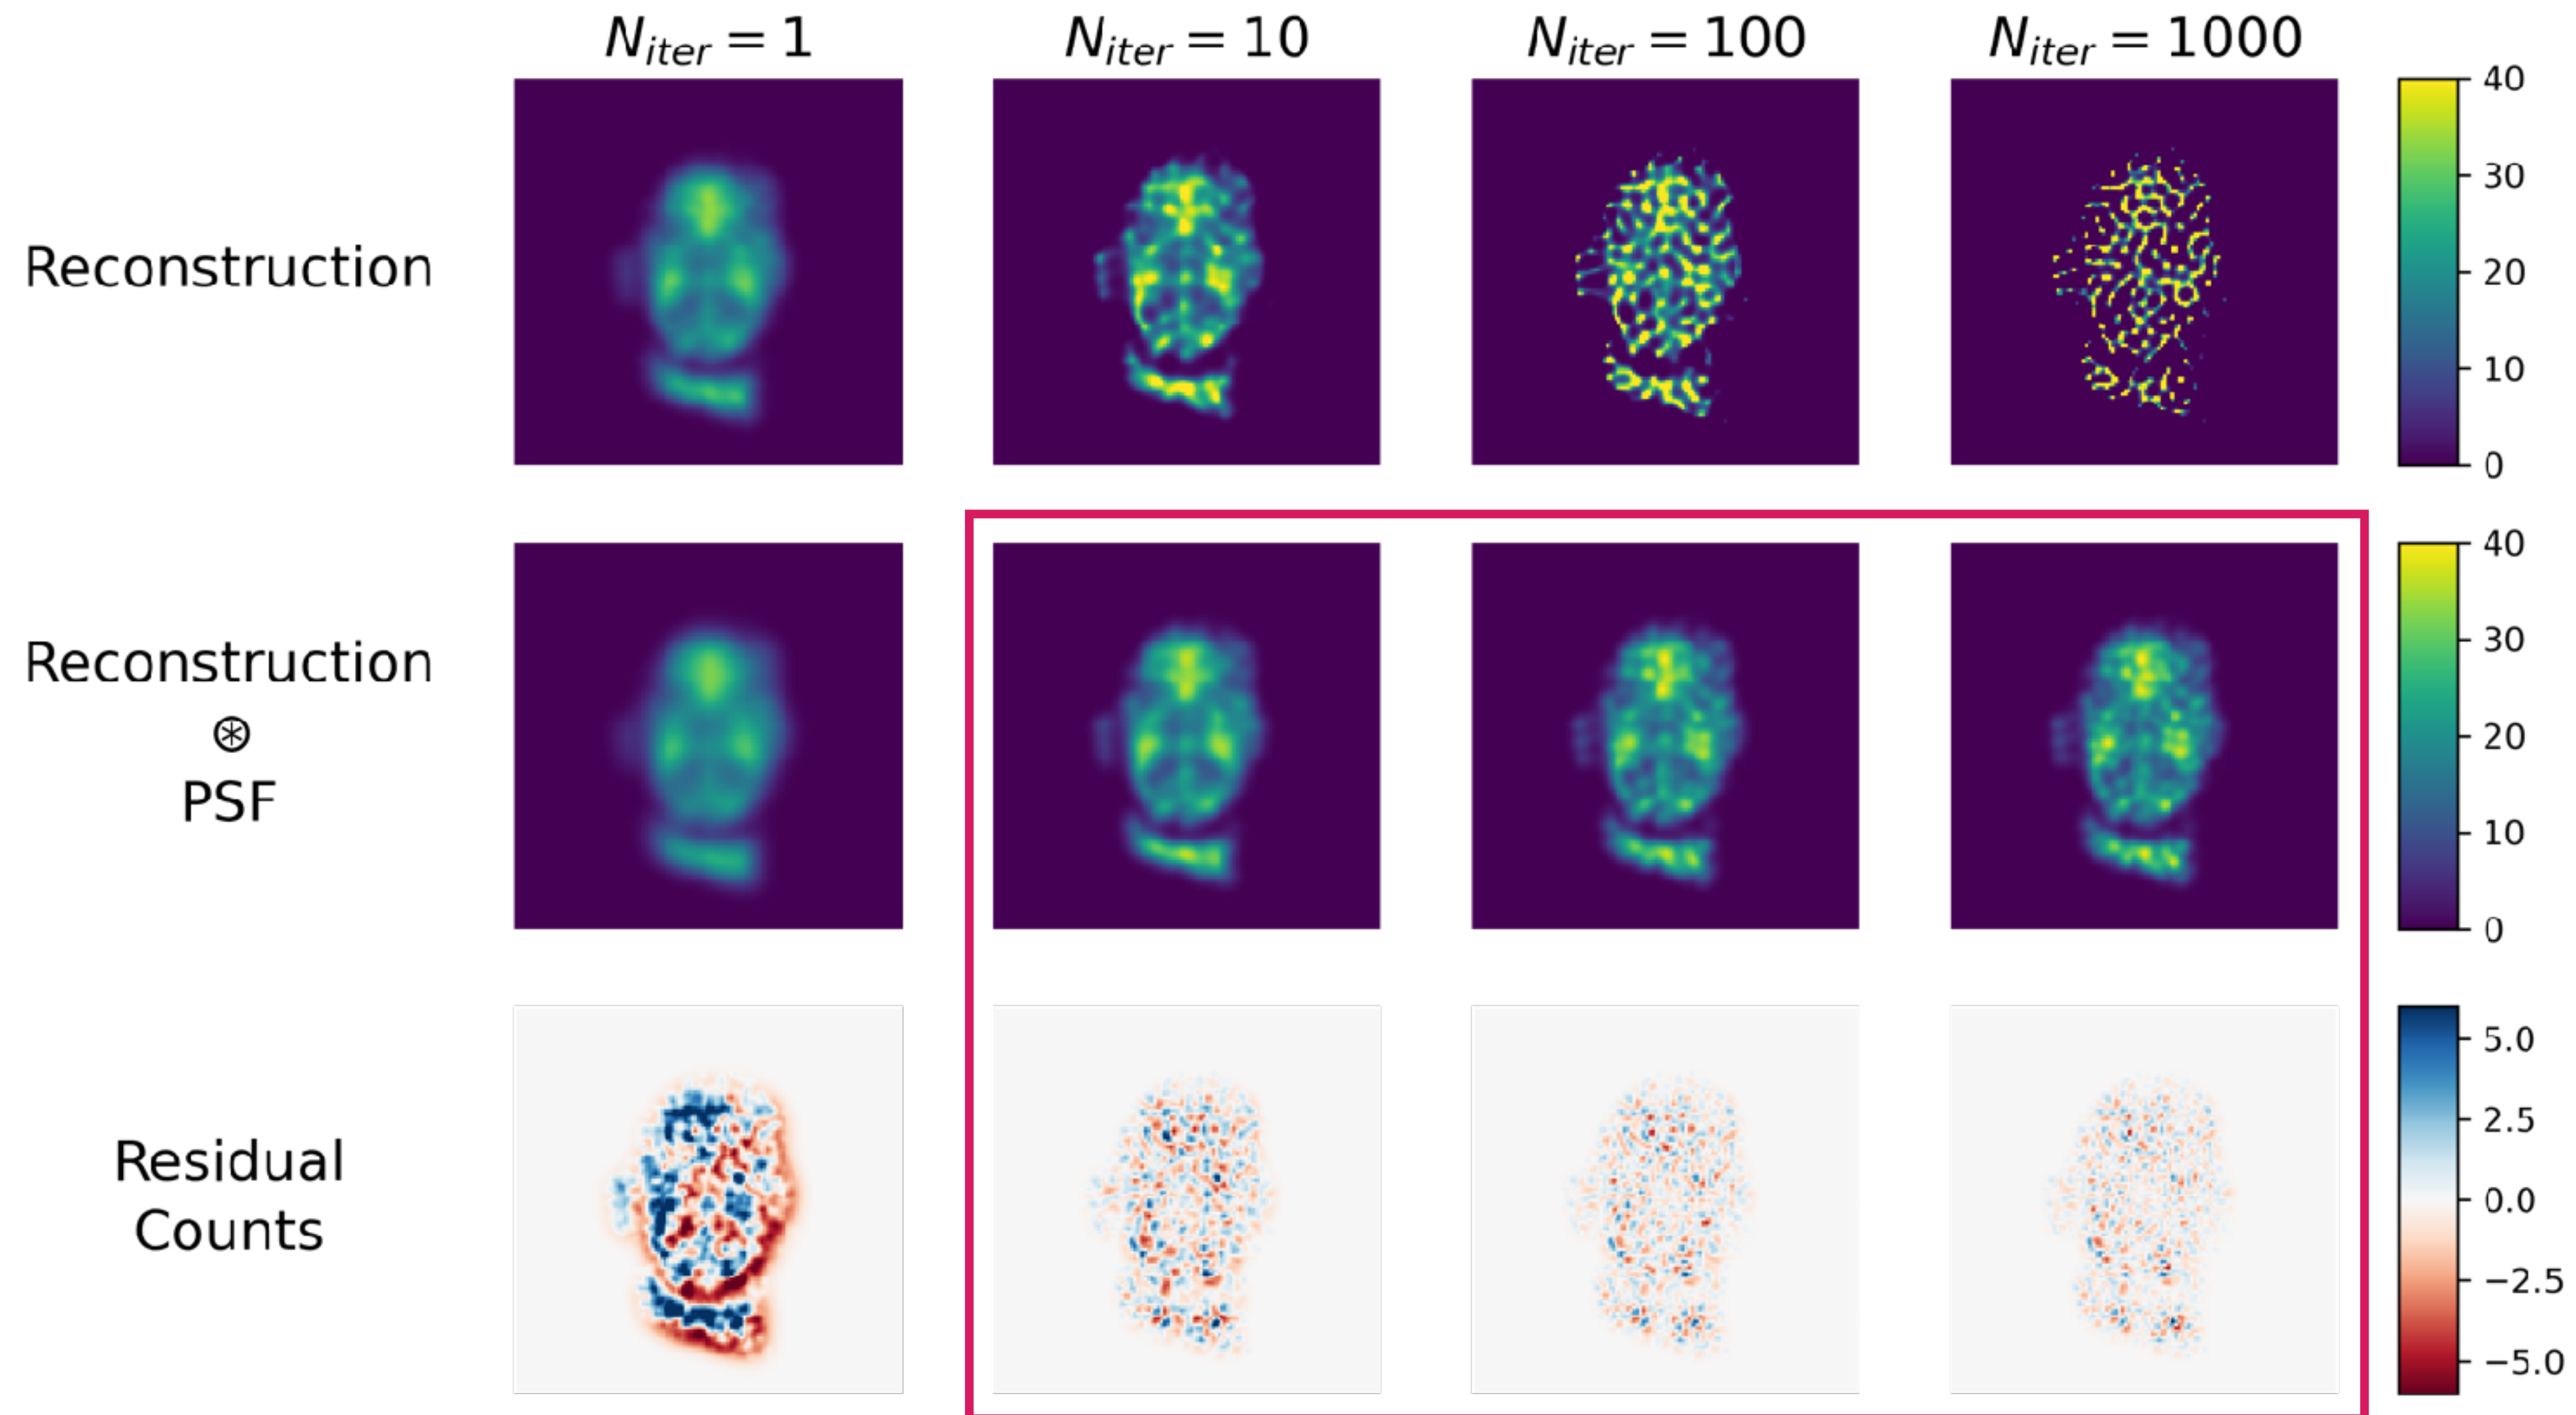 N_iter = 1
N_iter = 10
N_iter = 100
N_iter = 1000
Reconstruction
40
30
20
10
0
Reconstruction
⊛
PSF
40
30
20
10
0
Residual
Counts
5.0
2.5
0.0
−2.5
−5.0